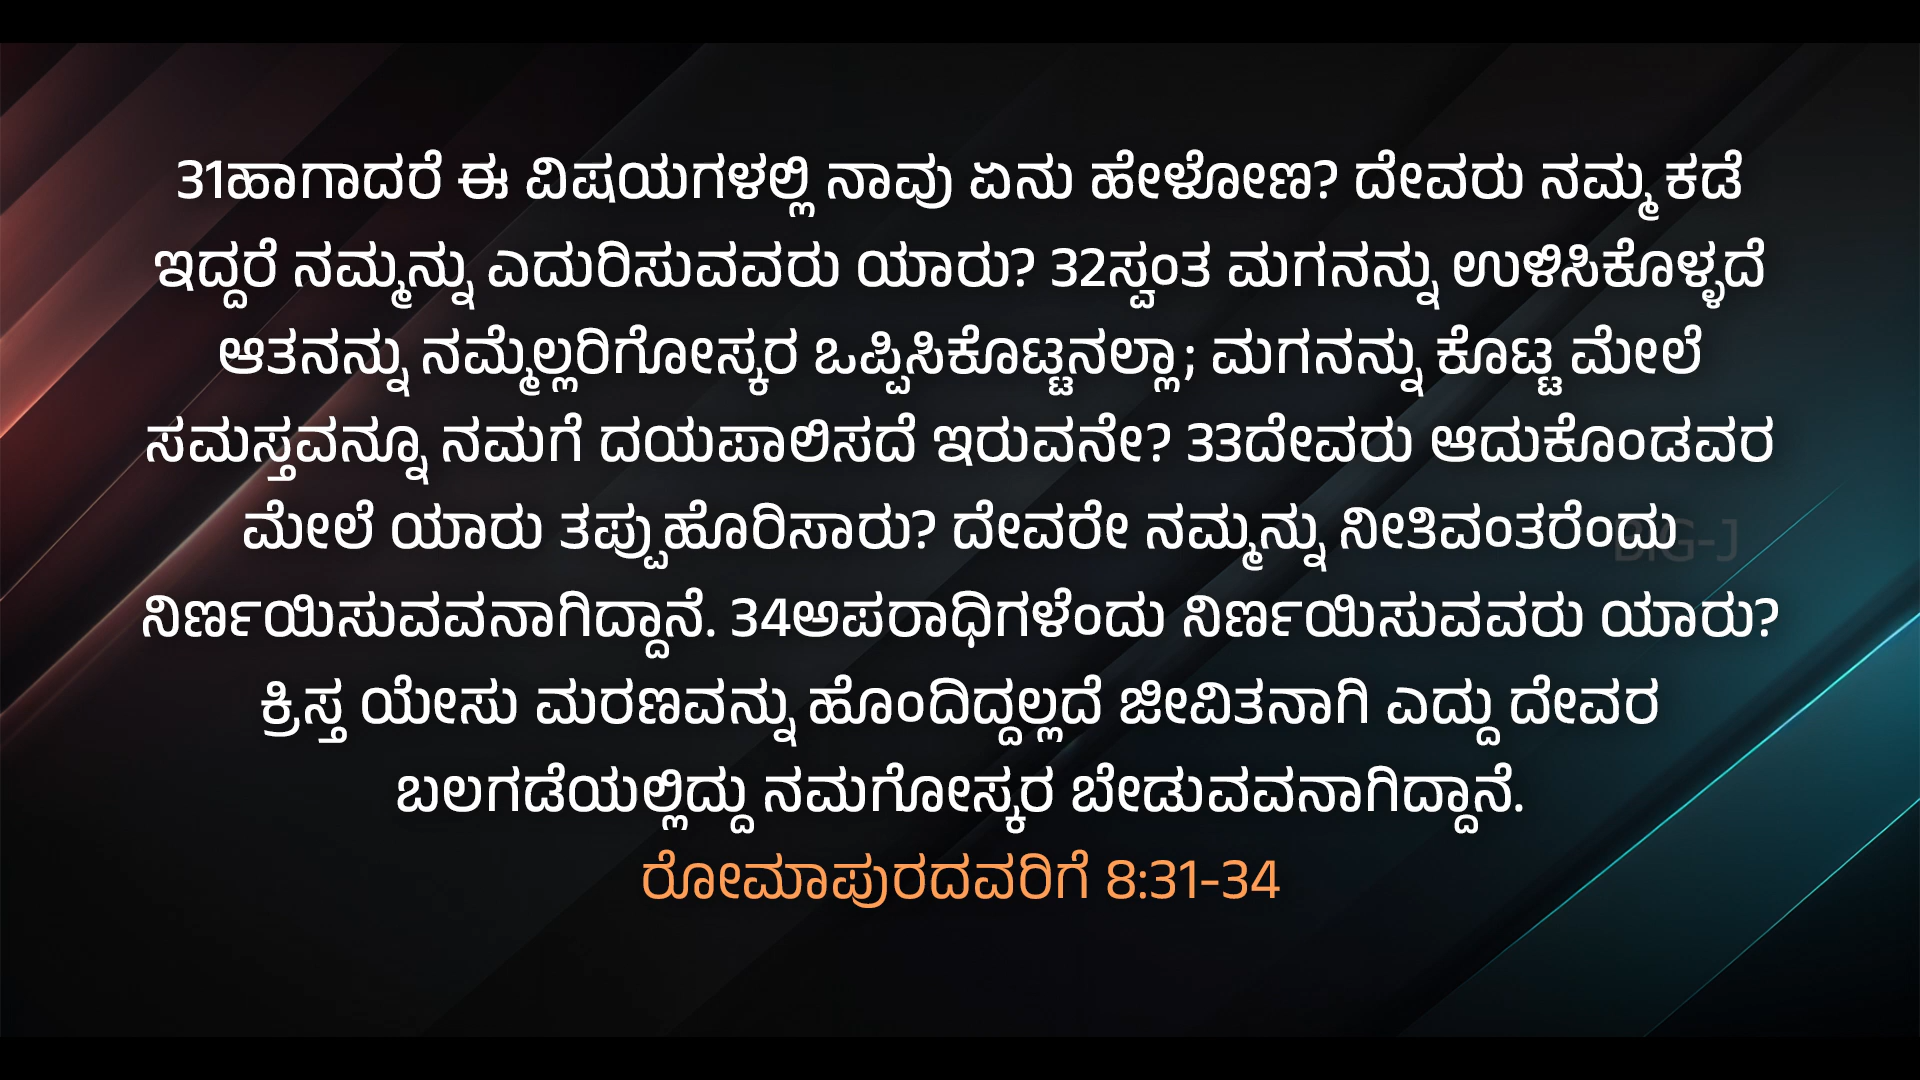 31ಹಾಗಾದರೆ ಈ ವಿಷಯಗಳಲ್ಲಿ ನಾವು ಏನು ಹೇಳೋಣ? ದೇವರು ನಮ್ಮ ಕಡೆ
ಇದ್ದರೆ ನಮ್ಮನ್ನು ಎದುರಿಸುವವರು ಯಾರು? 32ಸ್ವಂತ ಮಗನನ್ನು ಉಳಿಸಿಕೊಳ್ಳದೆ
ಆತನನ್ನು ನಮ್ಮೆಲ್ಲರಿಗೋಸ್ಕರ ಒಪ್ಪಿಸಿಕೊಟ್ಟನಲ್ಲಾ; ಮಗನನ್ನು ಕೊಟ್ಟ ಮೇಲೆ
ಸಮಸ್ತವನ್ನೂ ನಮಗೆ ದಯಪಾಲಿಸದೆ ಇರುವನೇ? 33ದೇವರು ಆದುಕೊಂಡವರ
ಮೇಲೆ ಯಾರು ತಪ್ಪುಹೊರಿಸಾರು? ದೇವರೇ ನಮ್ಮನ್ನು ನೀತಿವಂತರೆಂದು
BIG-J
ನಿರ್ಣಯಿಸುವವನಾಗಿದ್ದಾನೆ. 34ಅಪರಾಧಿಗಳೆಂದು ನಿರ್ಣಯಿಸುವವರು ಯಾರು?
ಕ್ರಿಸ್ತ ಯೇಸು ಮರಣವನ್ನು ಹೊಂದಿದ್ದಲ್ಲದೆ ಜೀವಿತನಾಗಿ ಎದ್ದು ದೇವರ
ಬಲಗಡೆಯಲ್ಲಿದ್ದು ನಮಗೋಸ್ಕರ ಬೇಡುವವನಾಗಿದ್ದಾನೆ.
ರೋಮಾಪುರದವರಿಗೆ 8:31-34